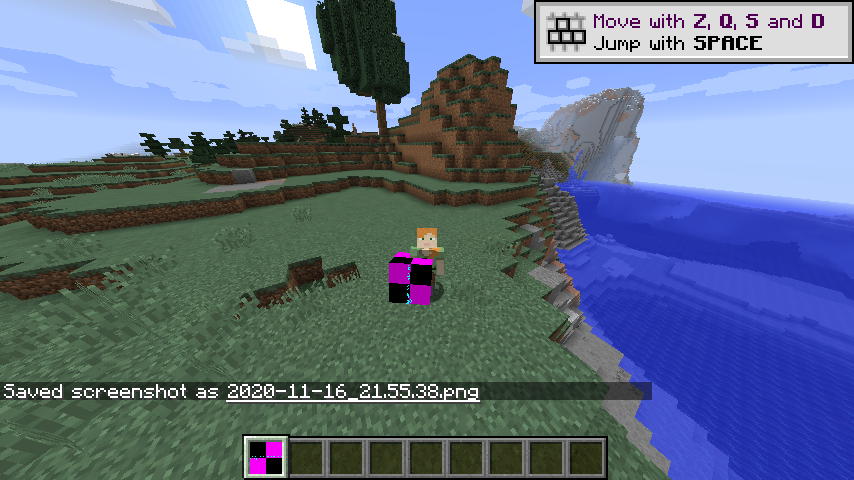 Move with Z, Q, S and D
Jump with SPACE
Saved screenshot as 2020-11-16_21.55.38.png